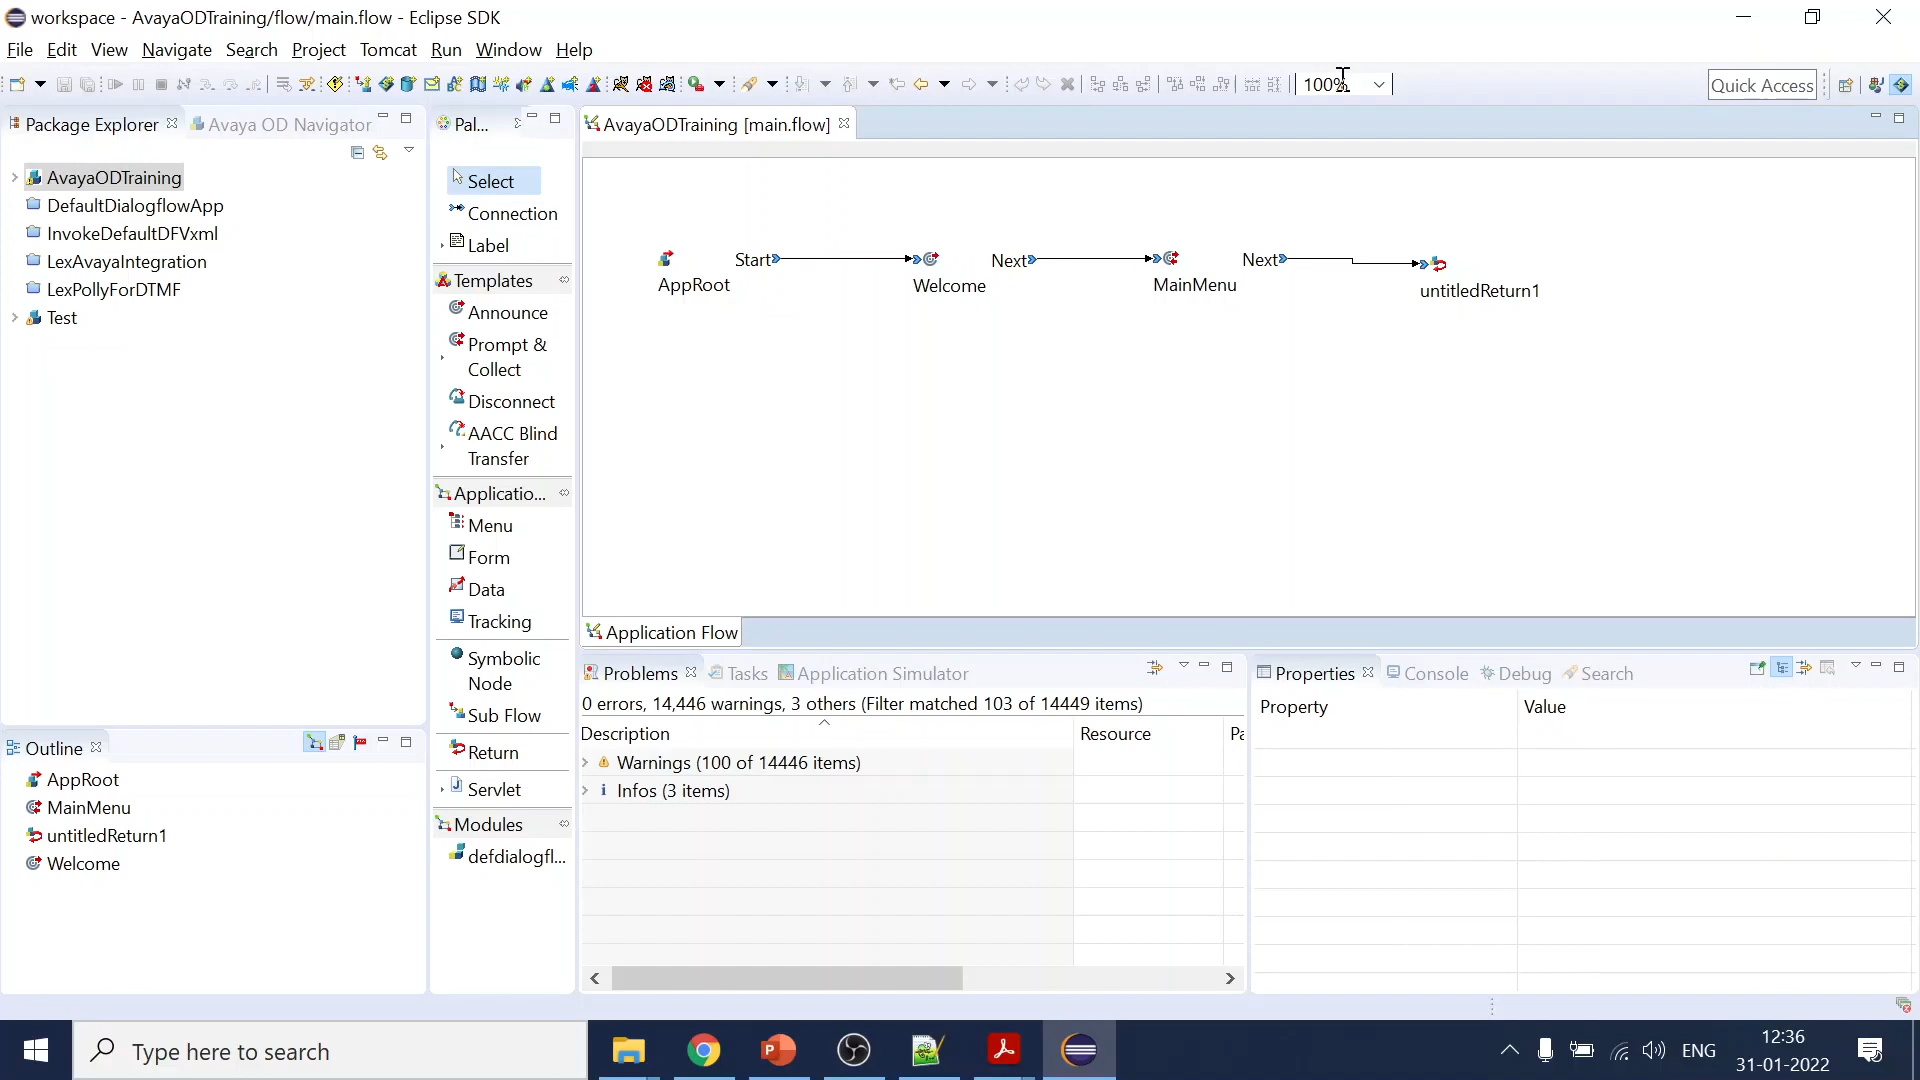 workspace - AvayaODTraining/flow/main.flow - Eclipse SDK
File Edit View Navigate Search Project Tomcat Run Window Help
100%
Quick Access
Package Explorer
Avaya OD Navigator
AvayaODTraining
DefaultDialogflowApp
InvokeDefaultDFVxml
LexAvayaIntegration
LexPollyForDTMF
Test
Outline
AppRoot
MainMenu
untitledReturn1
Welcome
Pal...
Select
Connection
Label
Templates
Announce
Prompt &
Collect
Disconnect
AACC Blind
Transfer
Applicatio...
Menu
Form
Data
Tracking
Symbolic
Node
Sub Flow
Return
Servlet
Modules
defdialogfl...
AvayaODTraining [main.flow]
Start
Next
Next
AppRoot
Welcome
MainMenu
untitledReturn1
Application Flow
Problems Tasks Application Simulator
0 errors, 14,446 warnings, 3 others (Filter matched 103 of 14449 items)
Description Resource Pa
Warnings (100 of 14446 items)
i Infos (3 items)
Properties Console Debug Search
Property Value
Type here to search
ENG
12:36
31-01-2022